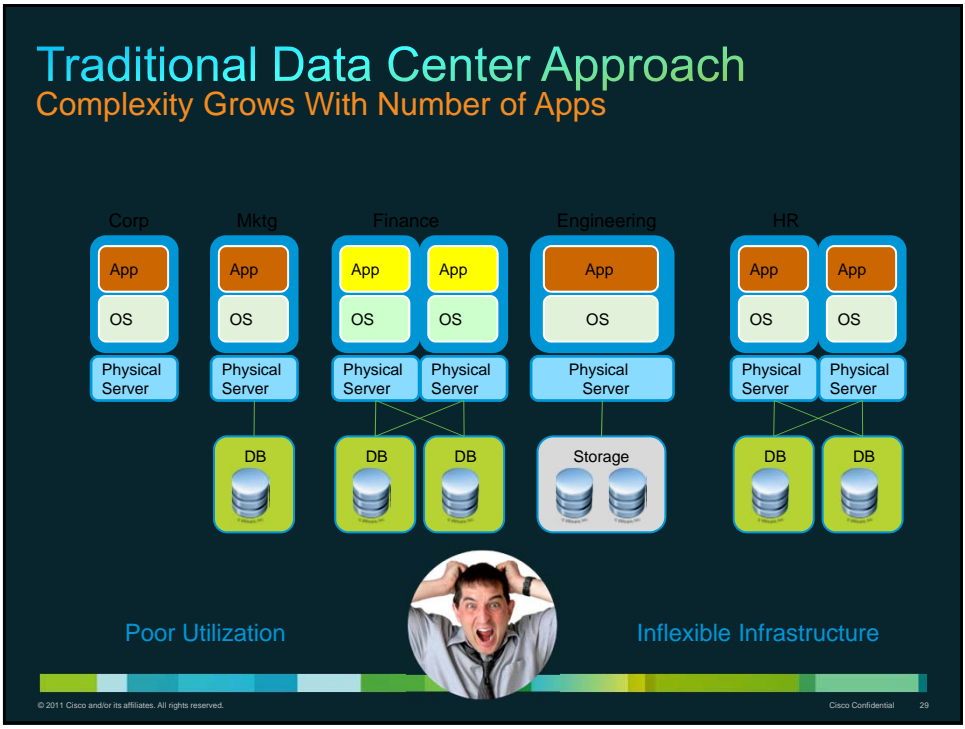 Traditional Data Center Approach
Complexity Grows With Number of Apps
Corp Mktg Finance Engineering HR
App App App App App App App
OS OS OS OS OS OS OS
Physical Physical Physical Physical Physical Physical Physical
Server Server Server Server Server Server Server
DB DB DB Storage DB DB
Poor Utilization Inflexible Infrastructure
© 2011 Cisco and/or its affiliates. All rights reserved. Cisco Confidential 29